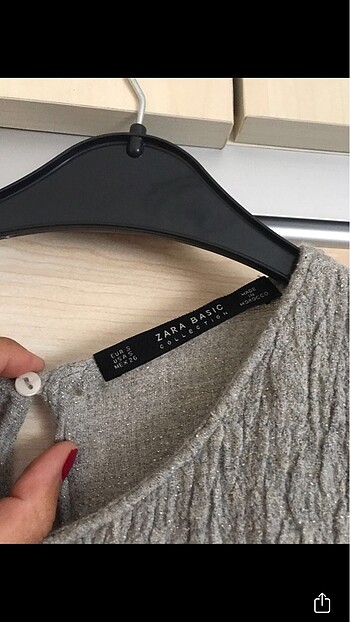 EUR S
USA S
MEX 26
ZARA BASIC
COLLECTION
MADE
IN
MOROCCO